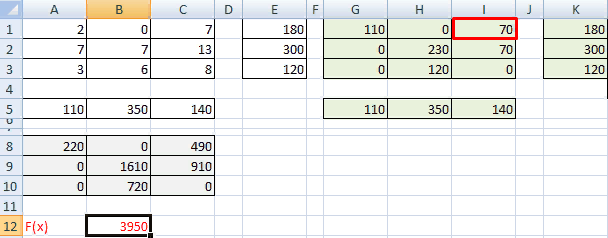 A B C D E F G H I J K
1 2 0 7 180 110 0 70 180
2 7 7 13 300 0 230 70 300
3 3 6 8 120 0 120 0 120
4
5 110 350 140 110 350 140
6
7
8 220 0 490
9 0 1610 910
10 0 720 0
11
12 F(x) 3950